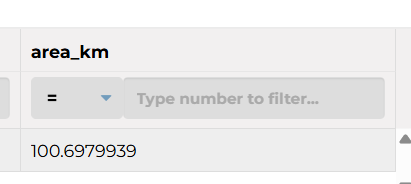 area_km
= Type number to filter...
100.6979939